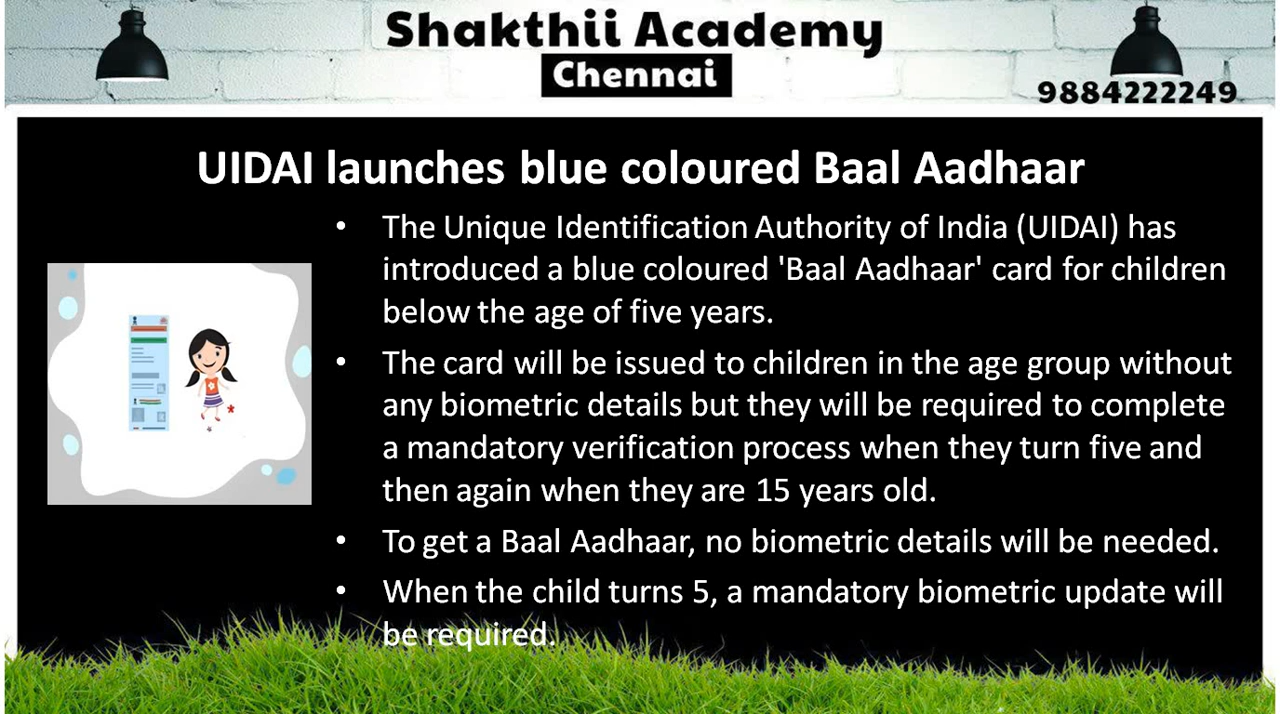 Shakthii Academy
Chennai
9884222249
UIDAI launches blue coloured Baal Aadhaar
• The Unique Identification Authority of India (UIDAI) has
introduced a blue coloured 'Baal Aadhaar' card for children
below the age of five years.
• The card will be issued to children in the age group without
any biometric details but they will be required to complete
a mandatory verification process when they turn five and
then again when they are 15 years old.
• To get a Baal Aadhaar, no biometric details will be needed.
• When the child turns 5, a mandatory biometric update will
be required.